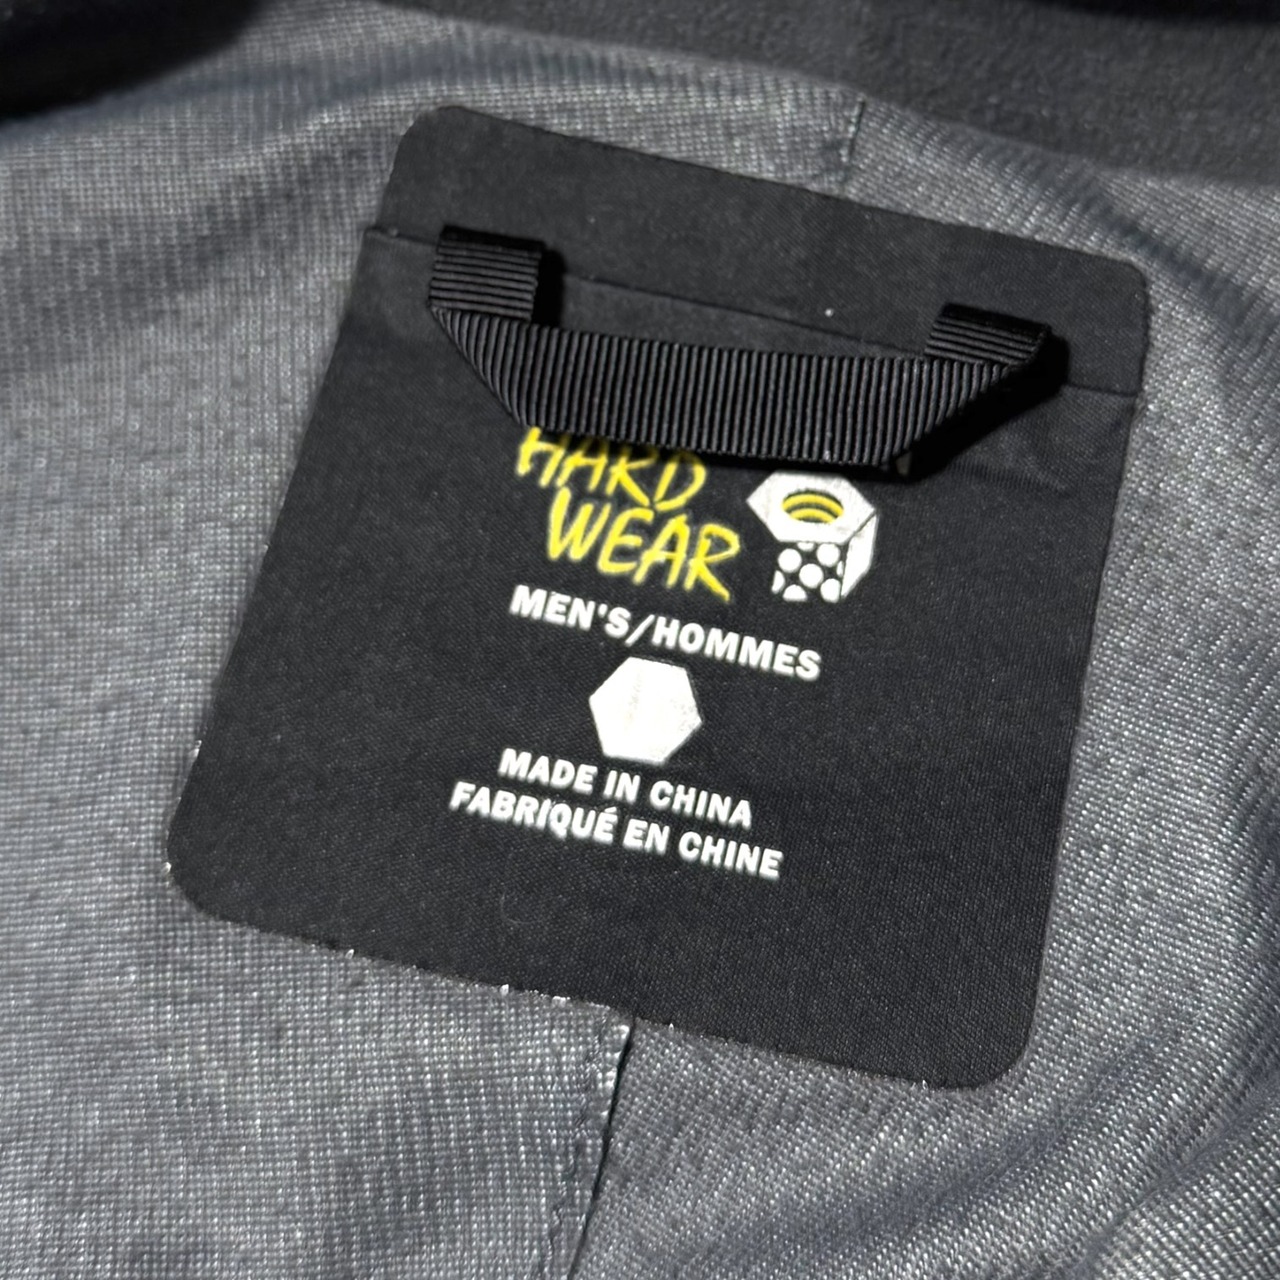 HARD
WEAR
MEN'S/HOMMES
MADE IN CHINA
FABRIQUÉ EN CHINE